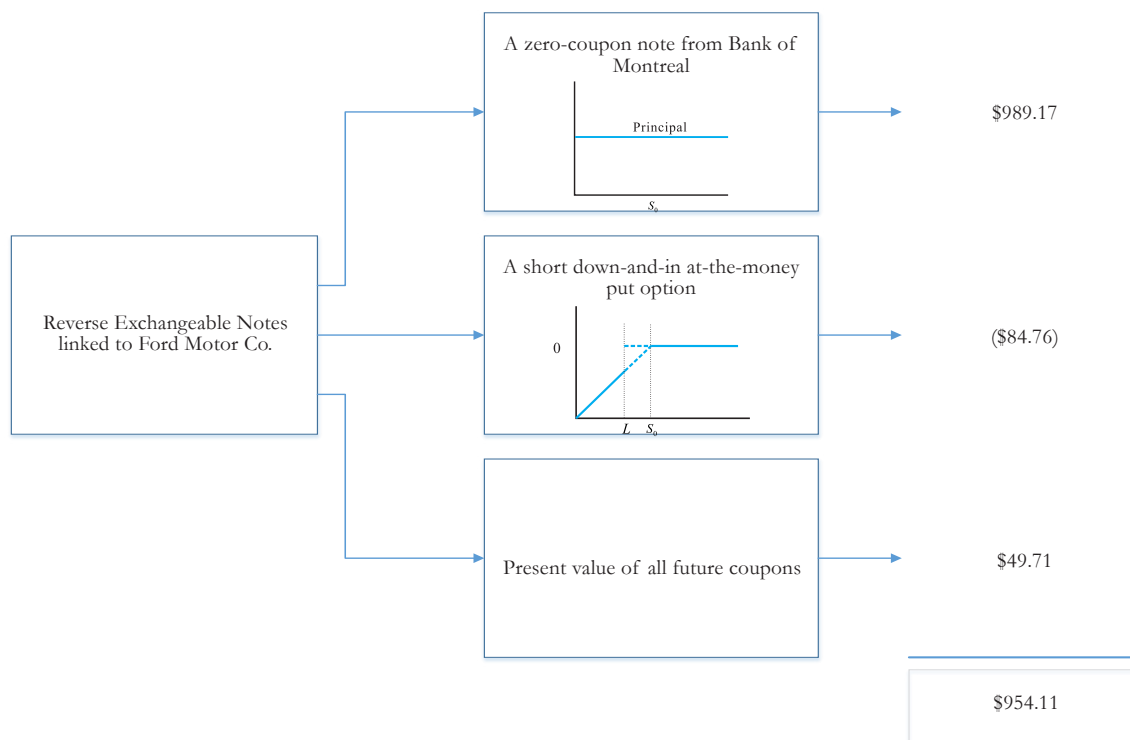 A zero-coupon note from Bank of
Montreal
Principal
S₀
$989.17
Reverse Exchangeable Notes
linked to Ford Motor Co.
A short down-and-in at-the-money
put option
0
L S₀
($84.76)
Present value of all future coupons
$49.71
$954.11